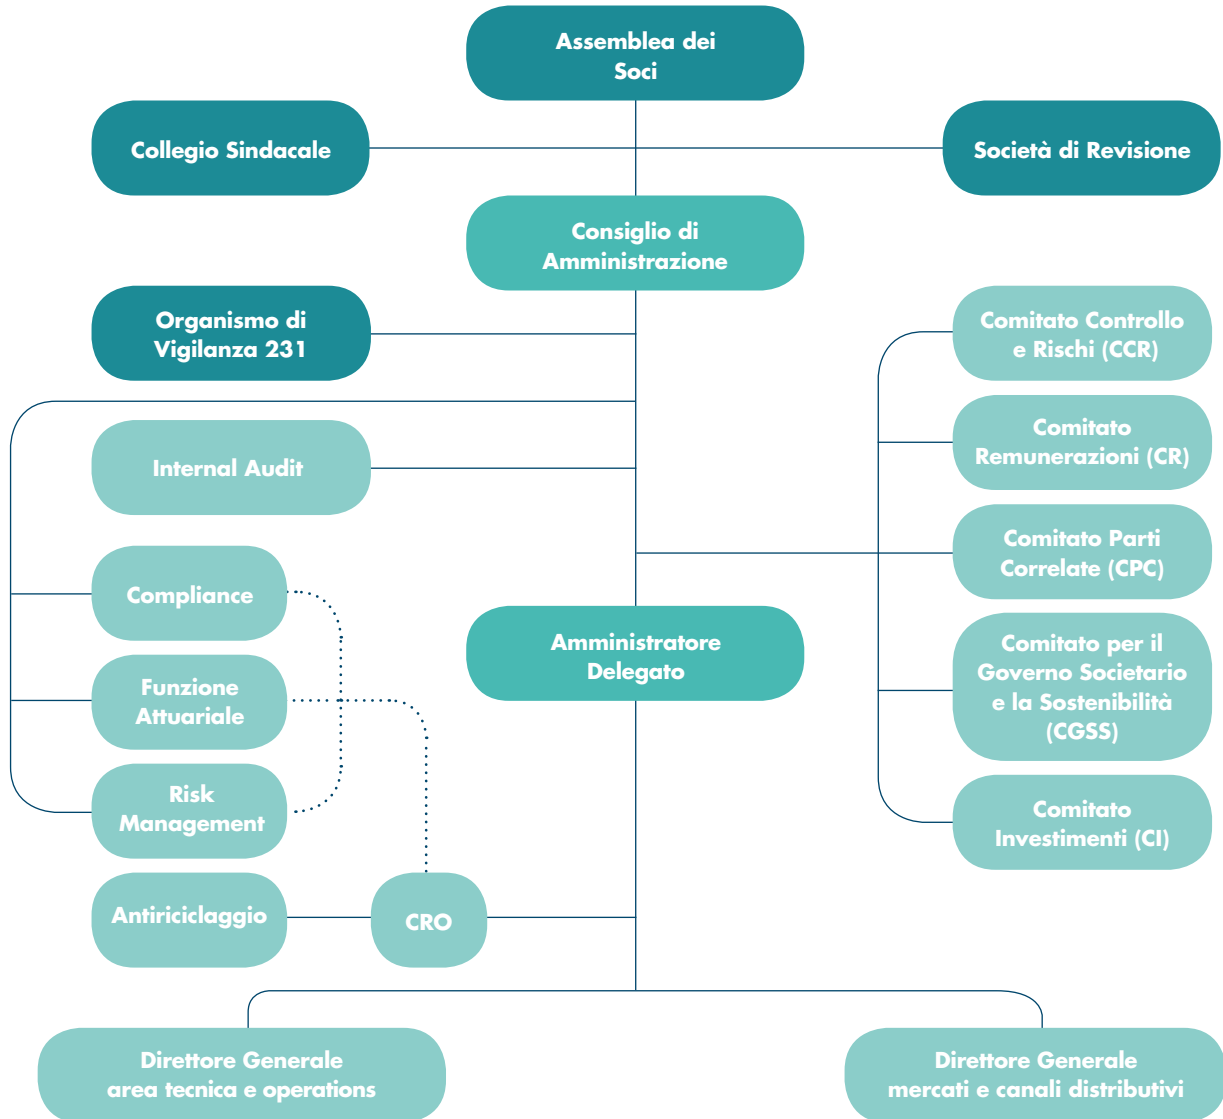 Assemblea dei
Soci
Collegio Sindacale
Società di Revisione
Consiglio di
Amministrazione
Organismo di
Vigilanza 231
Comitato Controllo
e Rischi (CCR)
Comitato
Remunerazioni (CR)
Internal Audit
Comitato Parti
Correlate (CPC)
Compliance
Amministratore
Delegato
Comitato per il
Governo Societario
e la Sostenibilità
(CGSS)
Funzione
Attuariale
Risk
Management
Comitato
Investimenti (CI)
Antiriciclaggio
CRO
Direttore Generale
area tecnica e operations
Direttore Generale
mercati e canali distributivi